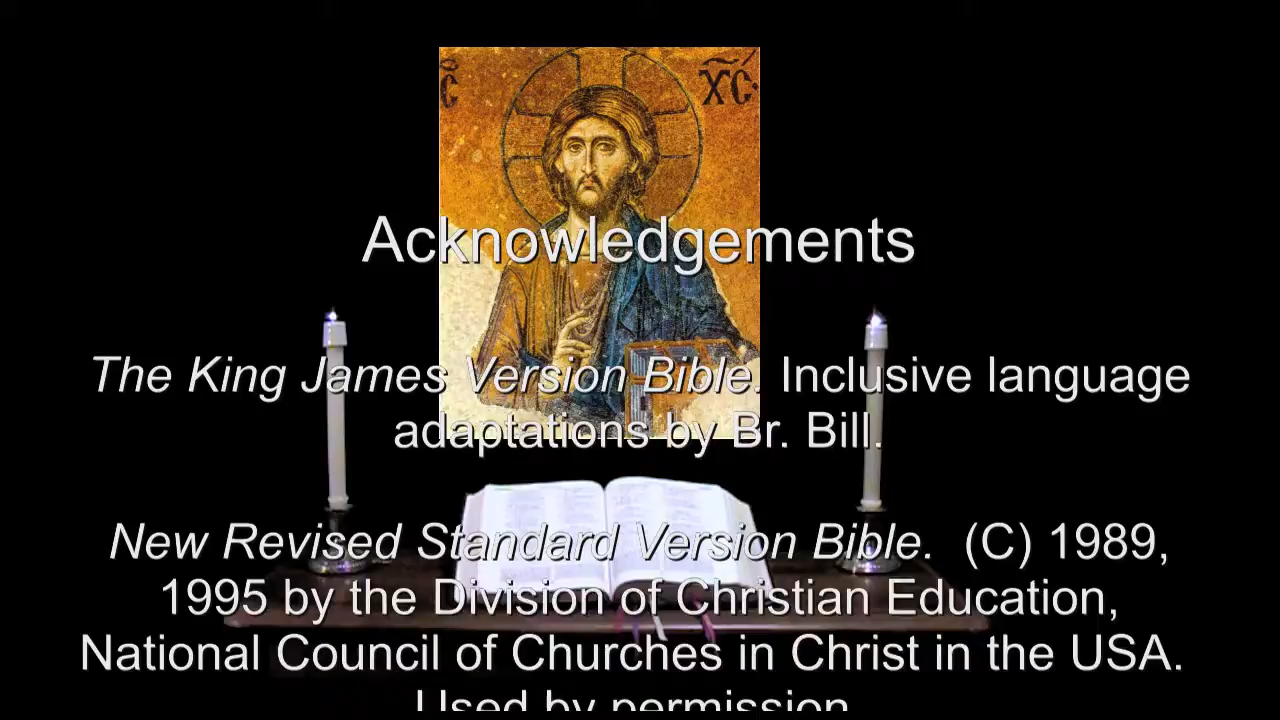 C̃ X̃C
Acknowledgements
The King James Version Bible. Inclusive language
adaptations by Br. Bill.
New Revised Standard Version Bible. (C) 1989,
1995 by the Division of Christian Education,
National Council of Churches in Christ in the USA.
Used by permission.